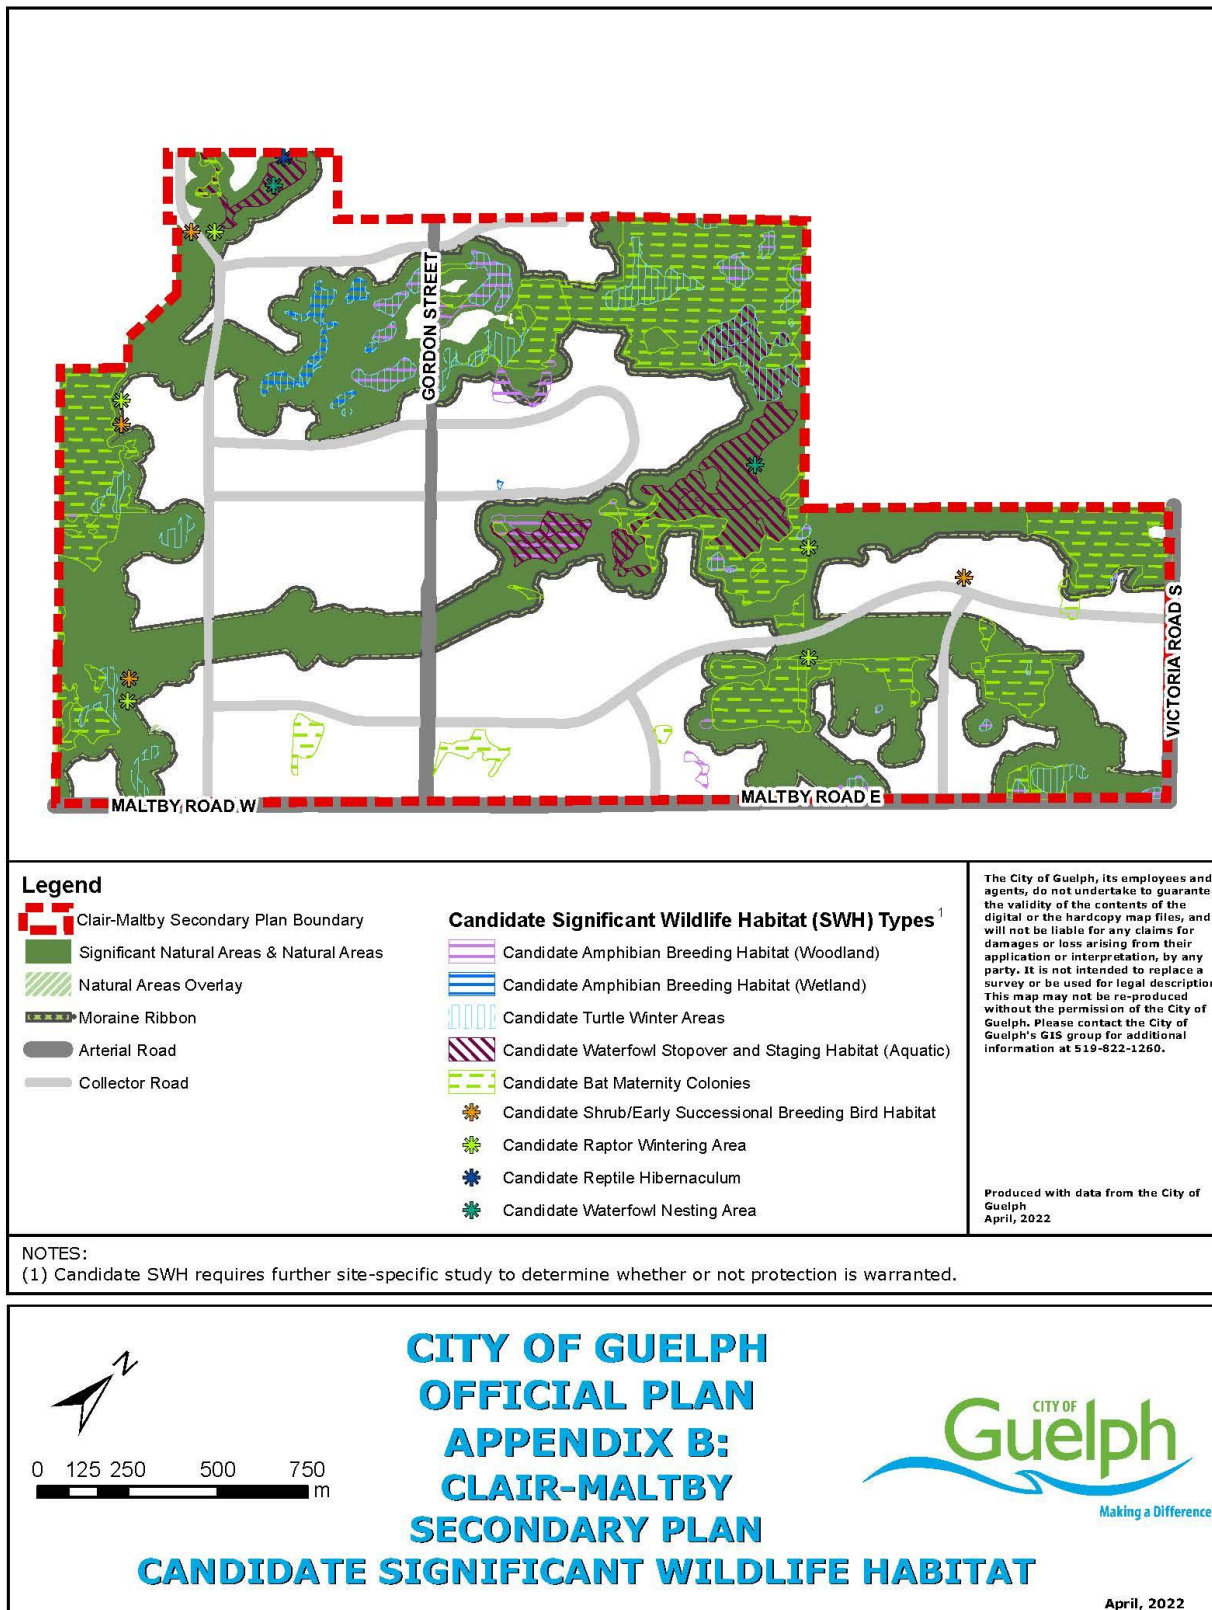 GORDON STREET
VICTORIA ROAD S
MALTBY ROAD W
MALTBY ROAD E
Legend
Clair-Maltby Secondary Plan Boundary
Significant Natural Areas & Natural Areas
Natural Areas Overlay
Moraine Ribbon
Arterial Road
Collector Road
Candidate Significant Wildlife Habitat (SWH) Types 1
Candidate Amphibian Breeding Habitat (Woodland)
Candidate Amphibian Breeding Habitat (Wetland)
Candidate Turtle Winter Areas
Candidate Waterfowl Stopover and Staging Habitat (Aquatic)
Candidate Bat Maternity Colonies
Candidate Shrub/Early Successional Breeding Bird Habitat
Candidate Raptor Wintering Area
Candidate Reptile Hibernaculum
Candidate Waterfowl Nesting Area
The City of Guelph, its employees and
agents, do not undertake to guarante
the validity of the contents of the
digital or the hardcopy map files, and
will not be liable for any claims for
damages or loss arising from their
application or interpretation, by any
party. It is not intended to replace a
survey or be used for legal description
This map may not be re-produced
without the permission of the City of
Guelph. Please contact the City of
Guelph's GIS group for additional
information at 519-822-1260.
Produced with data from the City of
Guelph
April, 2022
NOTES:
(1) Candidate SWH requires further site-specific study to determine whether or not protection is warranted.
N
0 125 250 500 750
m
CITY OF GUELPH
OFFICIAL PLAN
APPENDIX B:
CLAIR-MALTBY
SECONDARY PLAN
CANDIDATE SIGNIFICANT WILDLIFE HABITAT
CITY OF
Guelph
Making a Difference
April, 2022